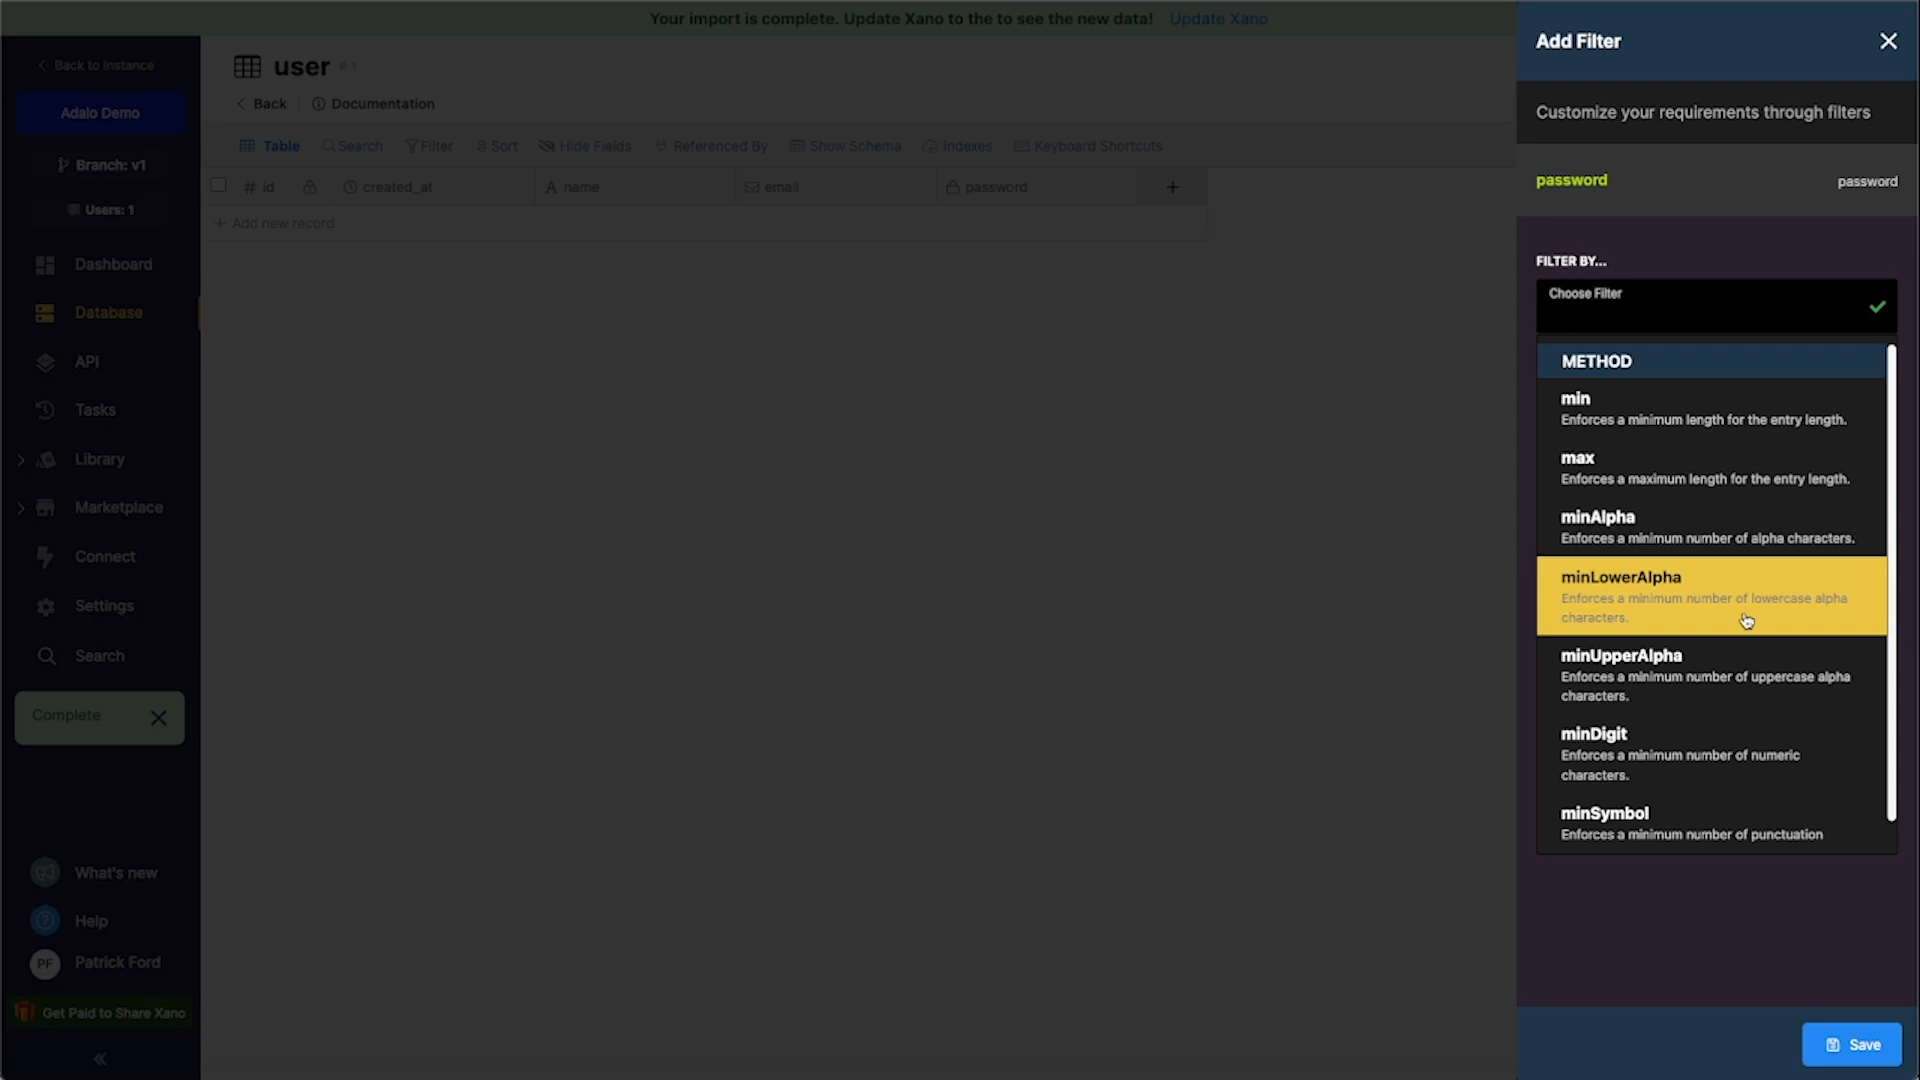 Your import is complete. Update Xano to the to see the new data! Update Xano
Back to Instance
Adalo Demo
Branch: v1
Users: 1
Dashboard
Database
API
Tasks
Library
Marketplace
Connect
Settings
Search
Complete
What's new
Help
PF Patrick Ford
Get Paid to Share Xano
user #1
Back Documentation
Table Search Filter Sort Hide Fields Referenced By Show Schema Indexes Keyboard Shortcuts
# id created_at A name email password +
+ Add new record
Add Filter
Customize your requirements through filters
password password
FILTER BY...
Choose Filter
METHOD
min
Enforces a minimum length for the entry length.
max
Enforces a maximum length for the entry length.
minAlpha
Enforces a minimum number of alpha characters.
minLowerAlpha
Enforces a minimum number of lowercase alpha
characters.
minUpperAlpha
Enforces a minimum number of uppercase alpha
characters.
minDigit
Enforces a minimum number of numeric
characters.
minSymbol
Enforces a minimum number of punctuation
Save